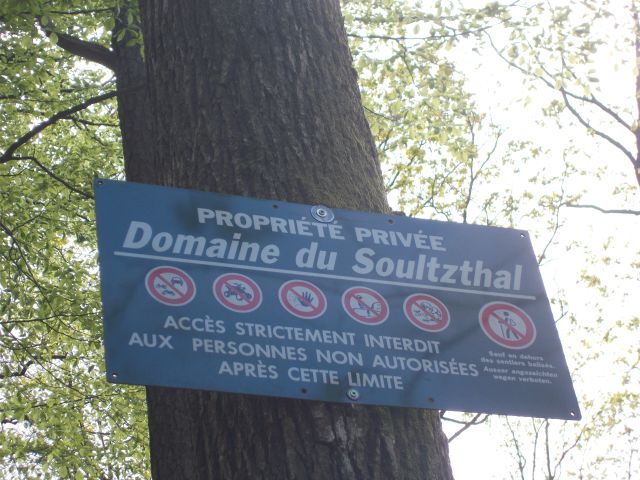 PROPRIÉTÉ PRIVÉE
Domaine du Soultzthal
ACCÈS STRICTEMENT INTERDIT
AUX PERSONNES NON AUTORISÉES
APRÈS CETTE LIMITE
Sauf en dehors
des sentiers balisés.
Ausser angezeichten
wegen verboten.